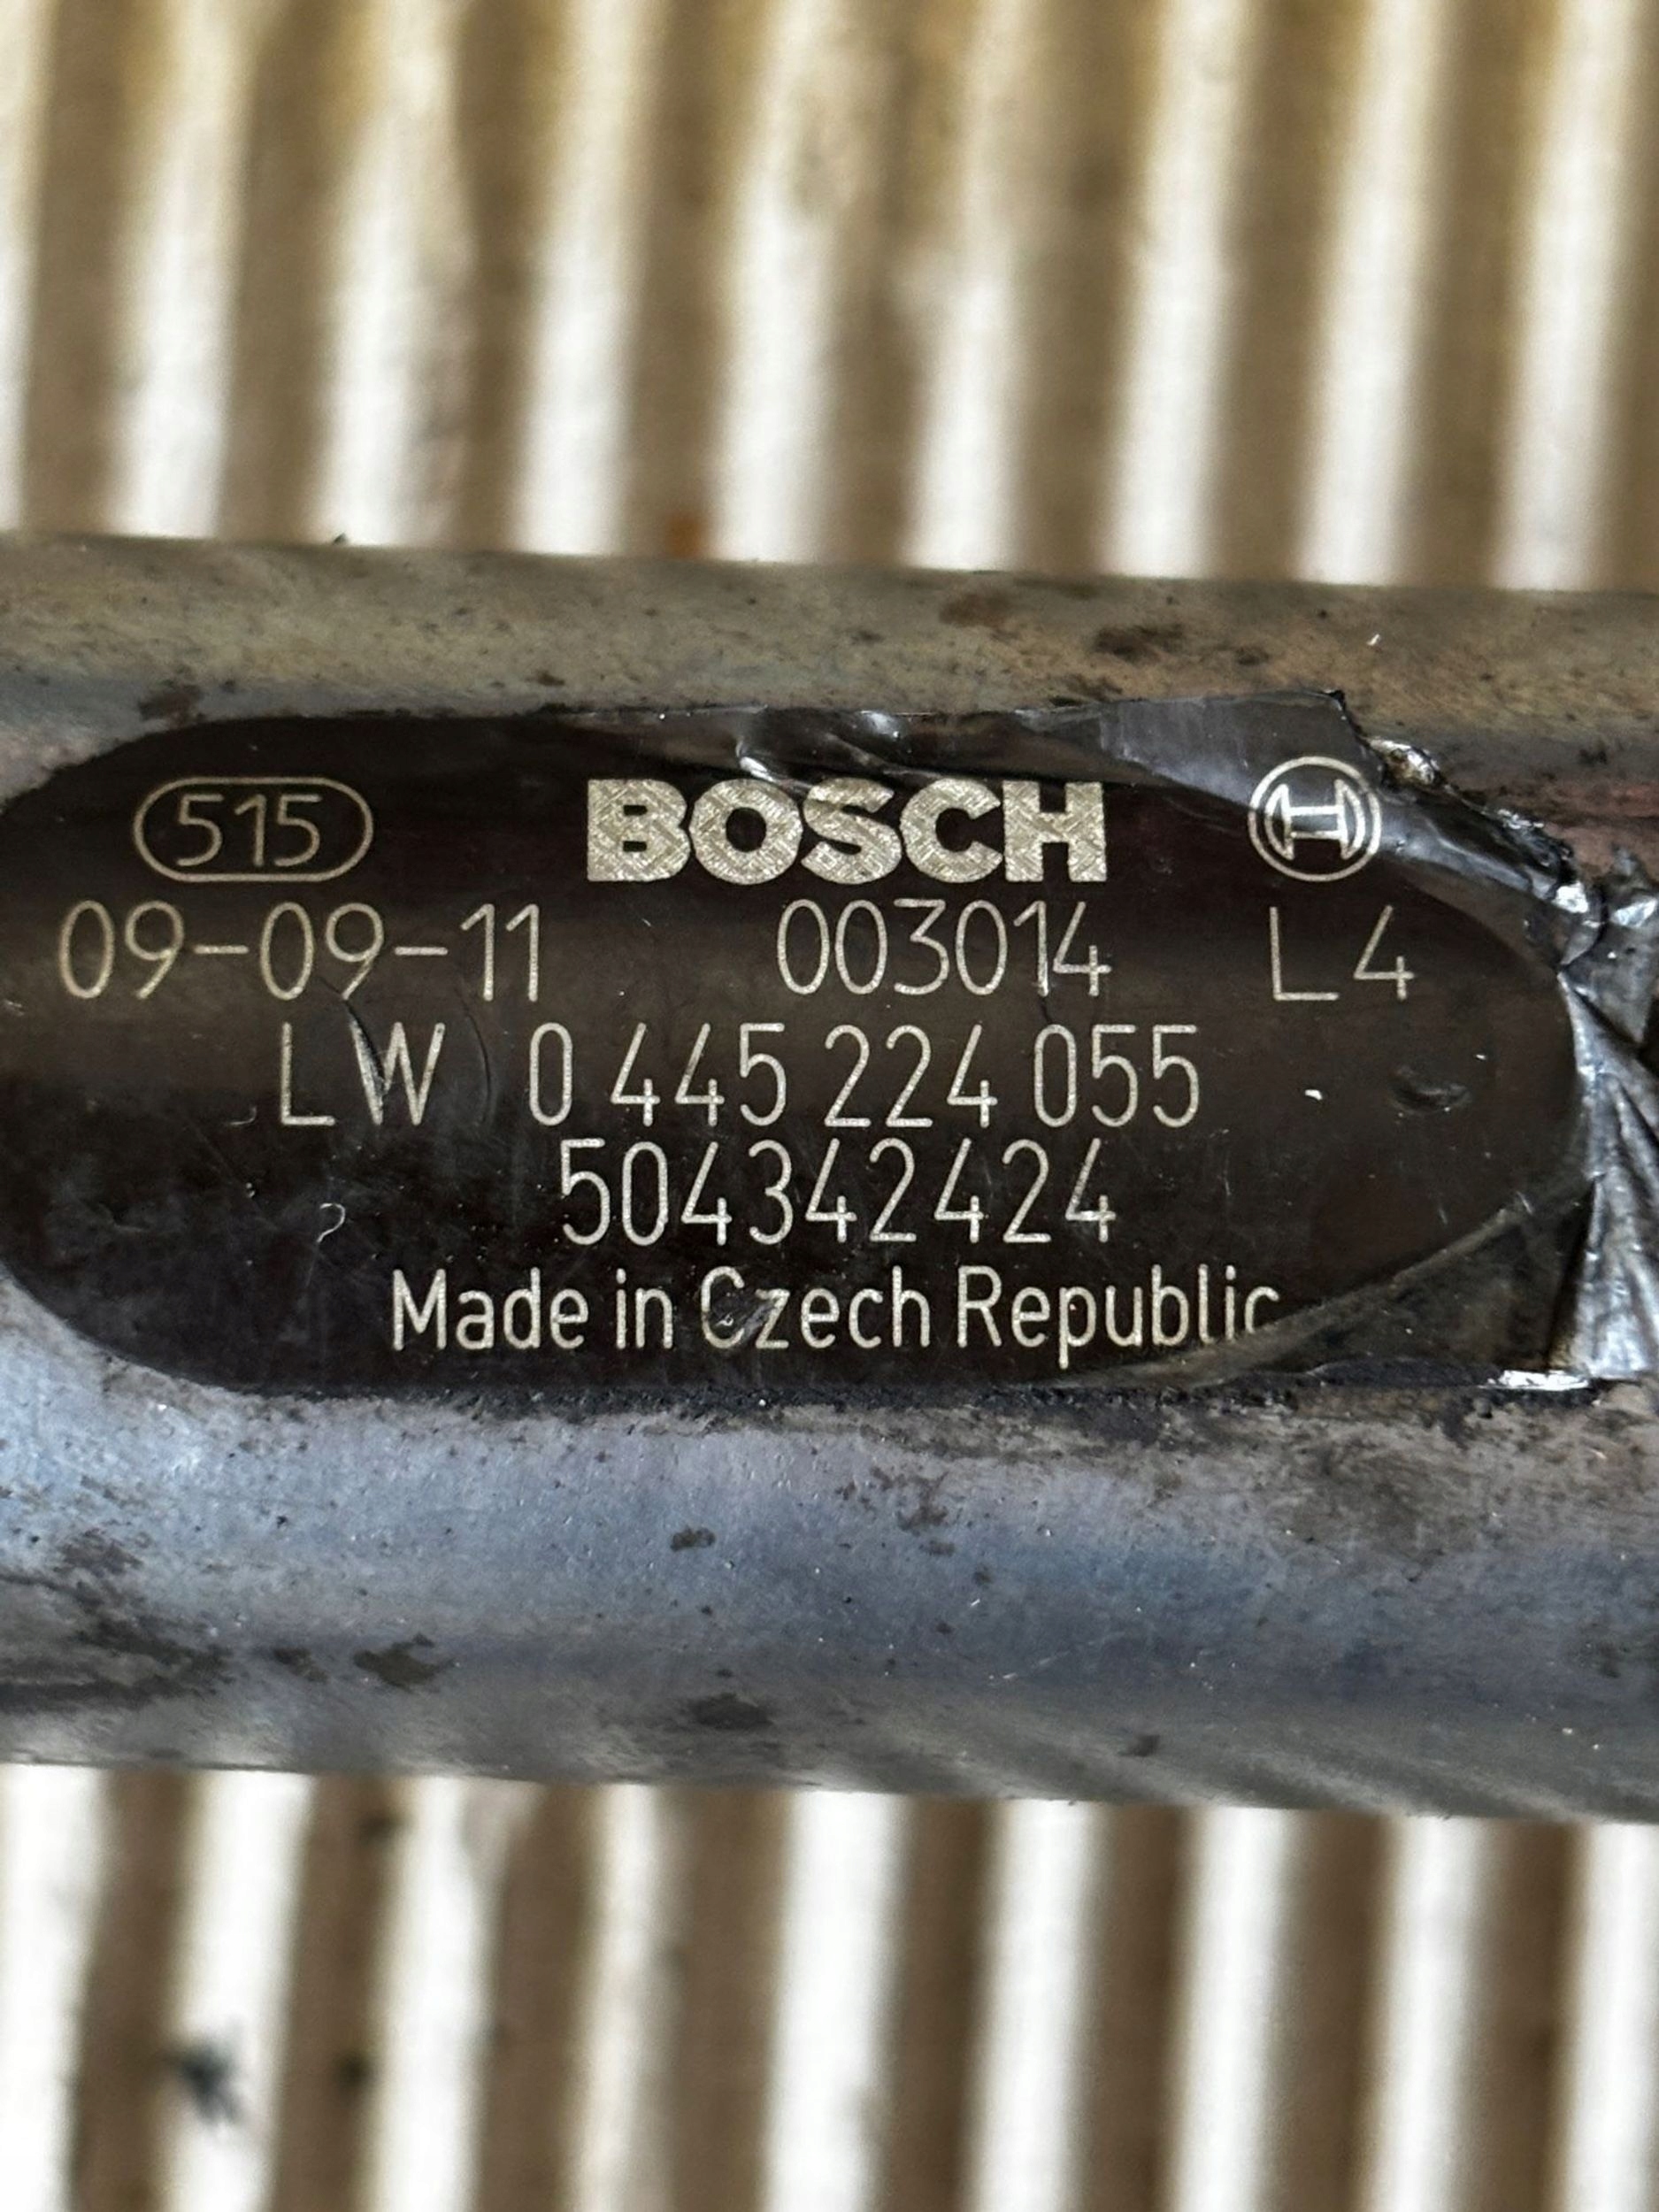 515 BOSCH
09-09-11 003014 L4
LW 0 445 224 055
504342424
Made in Czech Republic